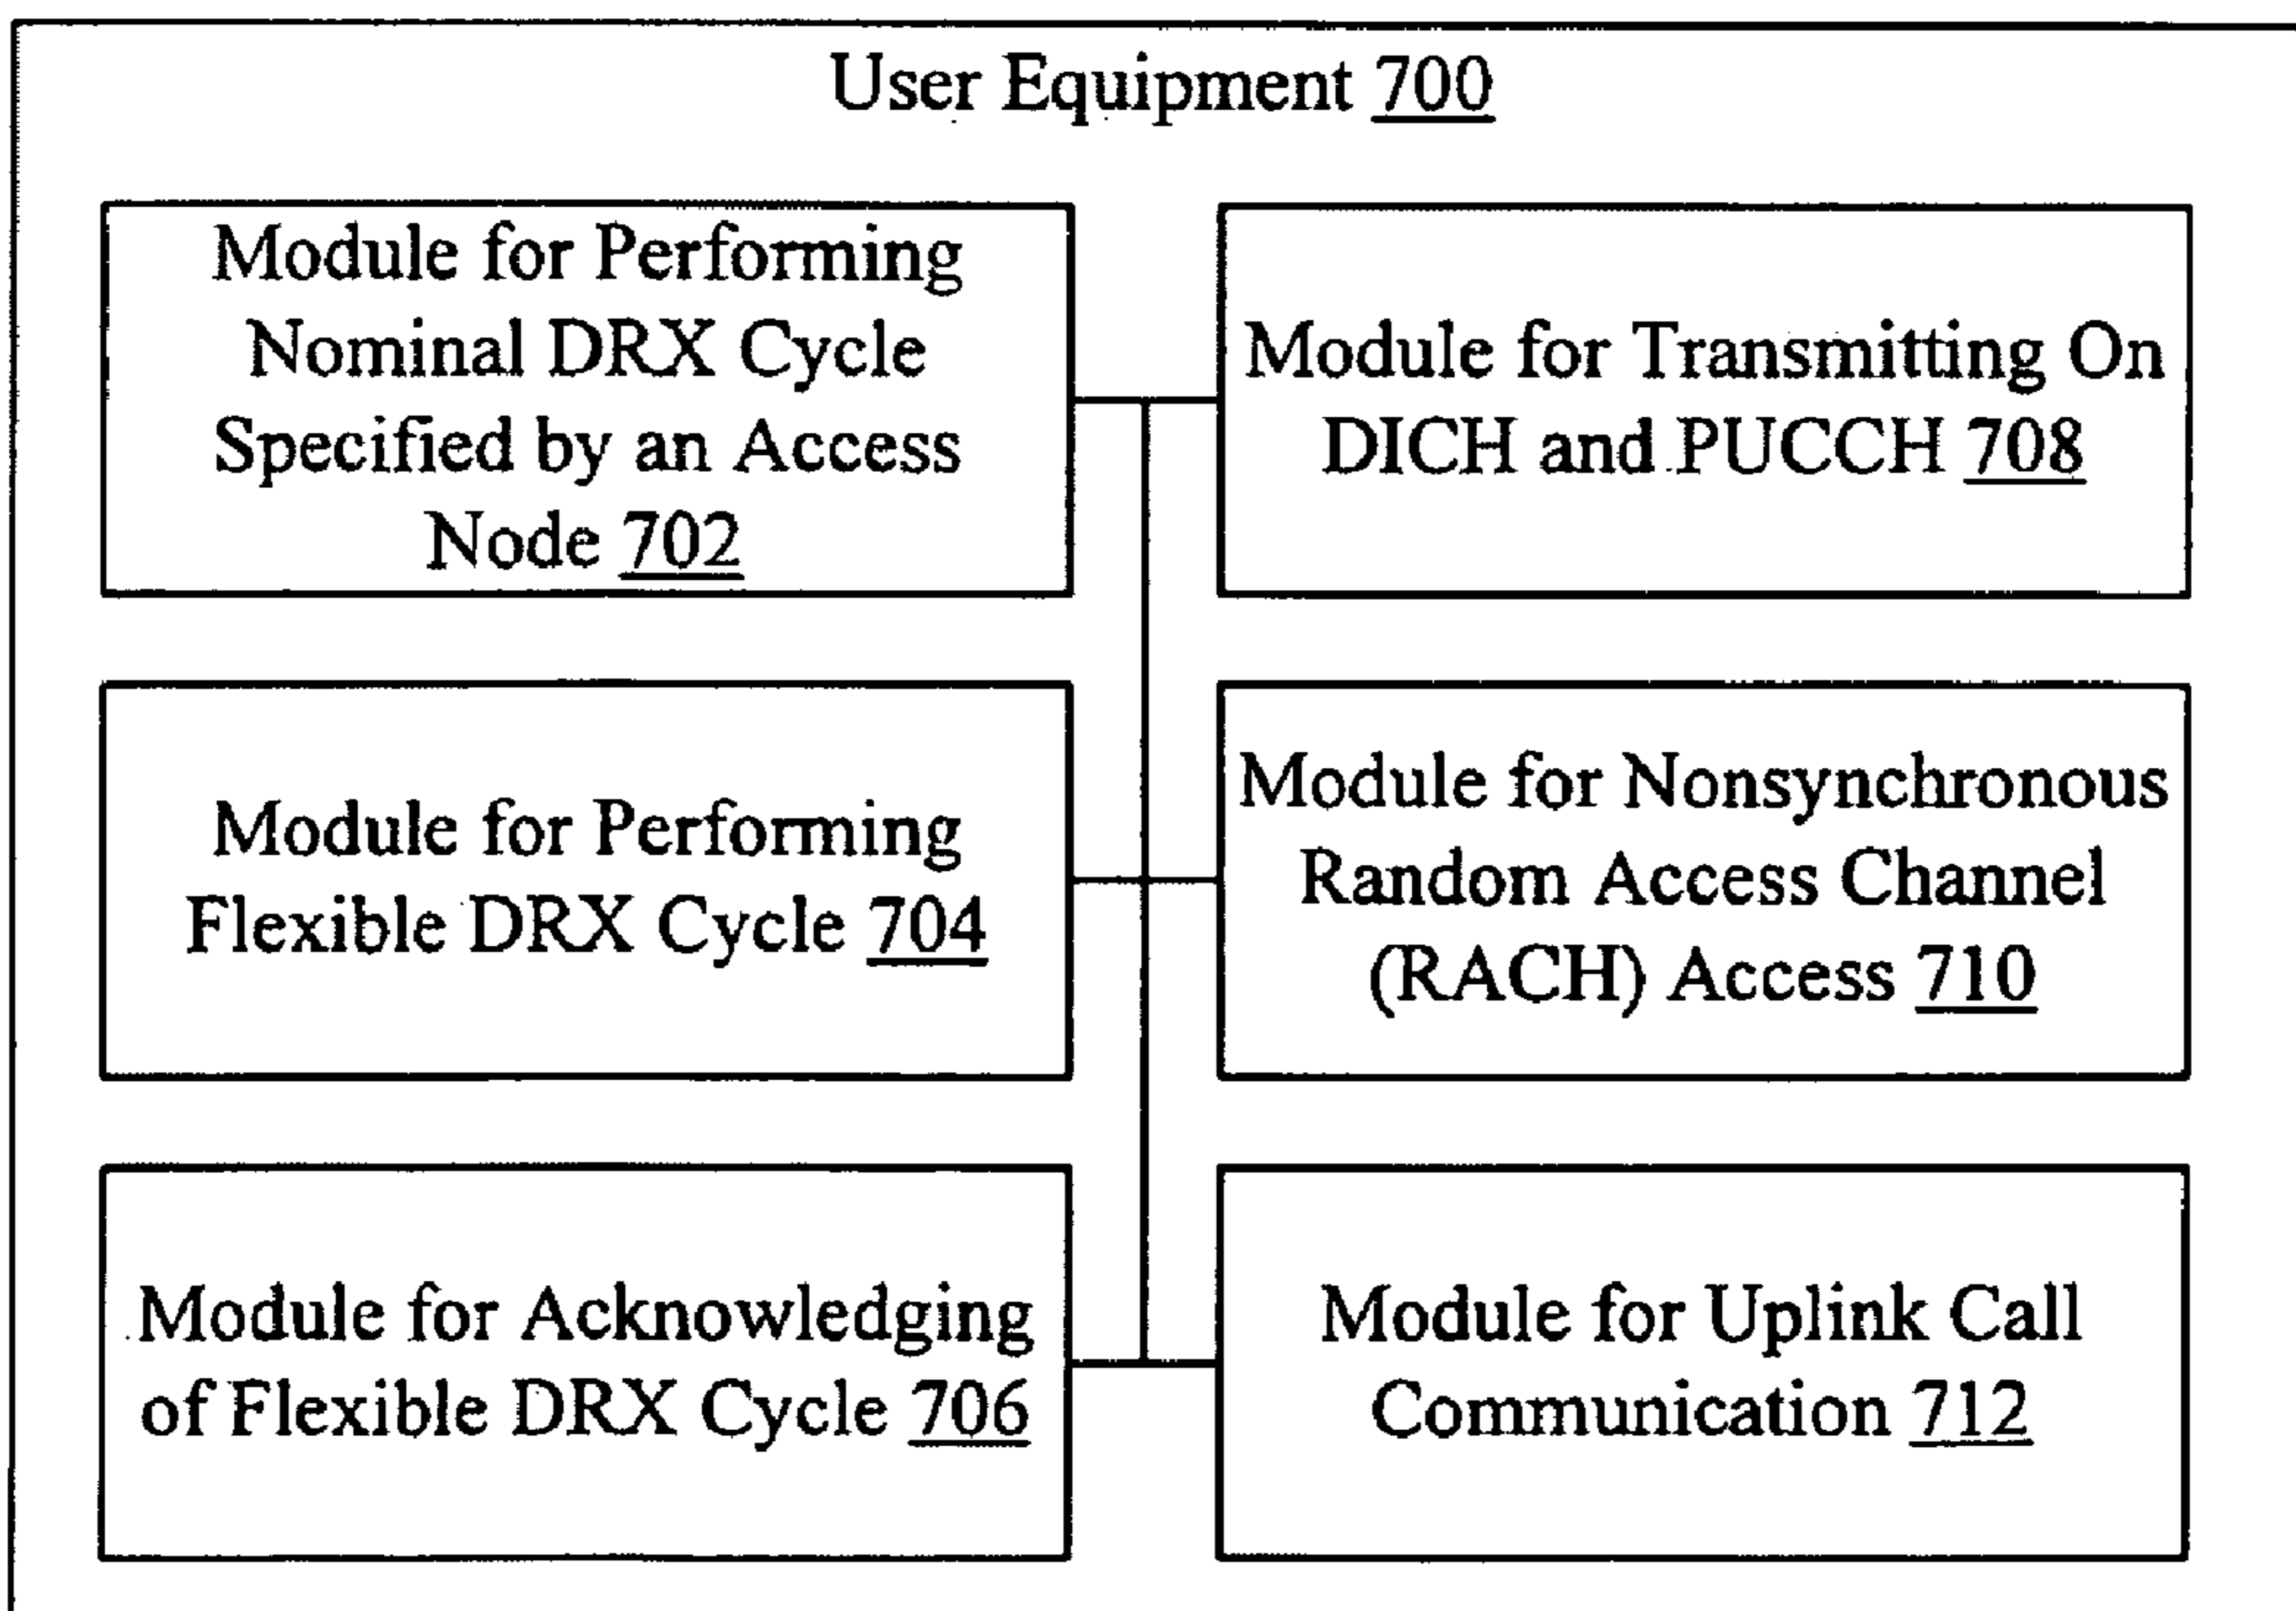 User Equipment 700
Module for Performing
Nominal DRX Cycle
Specified by an Access
Node 702
Module for Transmitting On
DICH and PUCCH 708
Module for Performing
Flexible DRX Cycle 704
Module for Nonsynchronous
Random Access Channel
(RACH) Access 710
Module for Acknowledging
of Flexible DRX Cycle 706
Module for Uplink Call
Communication 712